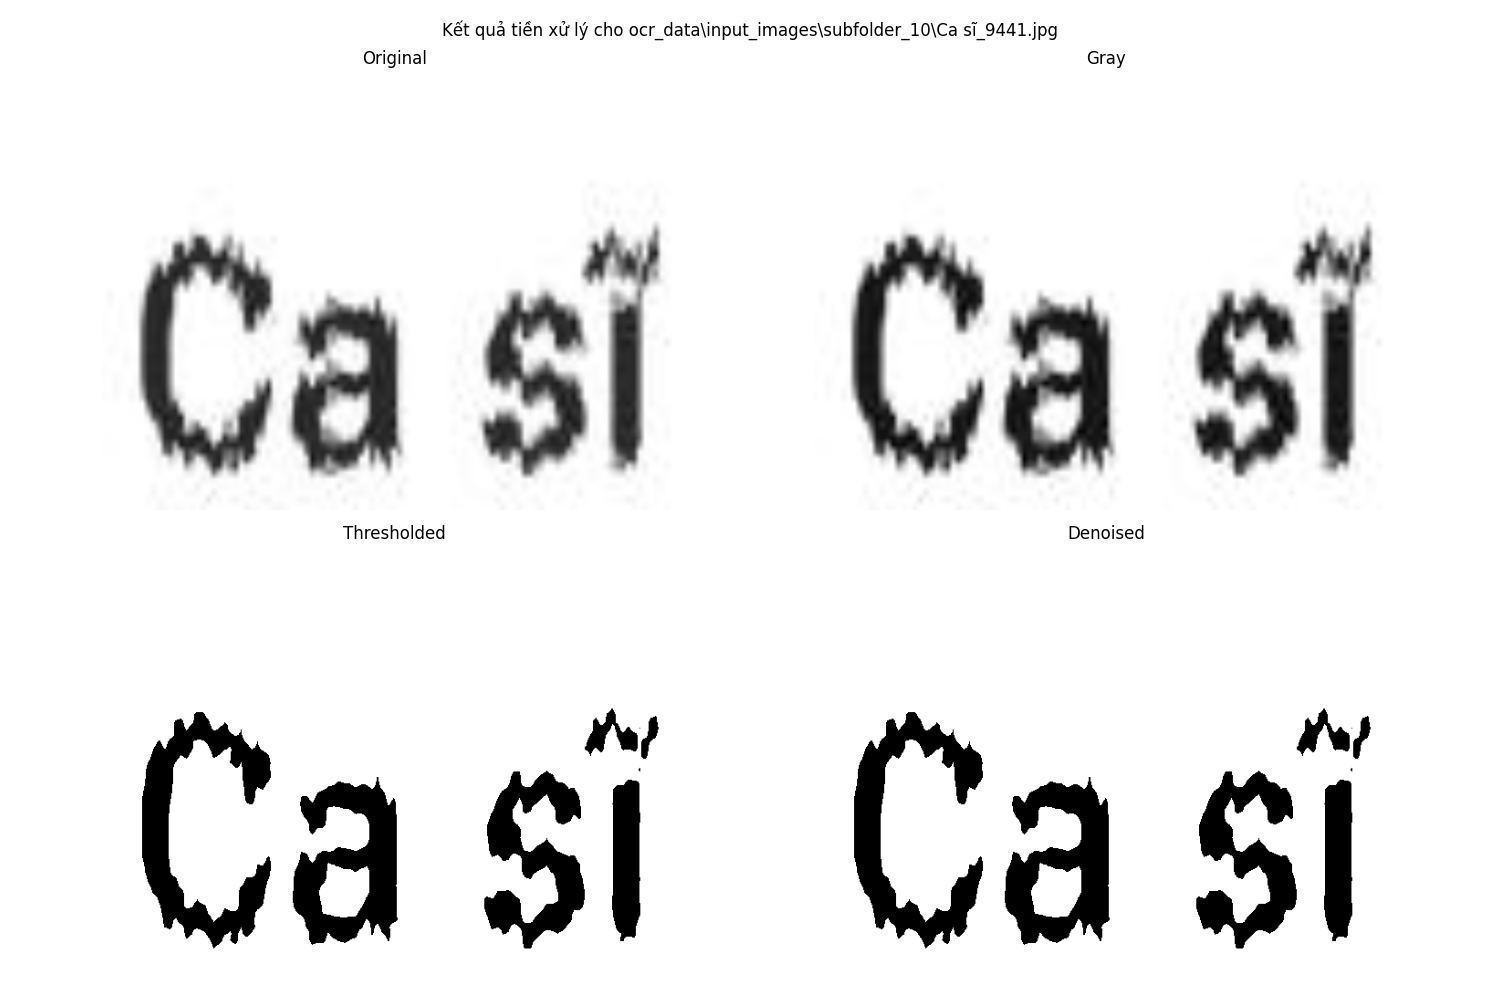 Kết quả tiền xử lý cho ocr_data\input_images\subfolder_10\Ca sĩ_9441.jpg
Original
Gray
Ca sĩ
Ca sĩ
Thresholded
Denoised
Ca sĩ
Ca sĩ